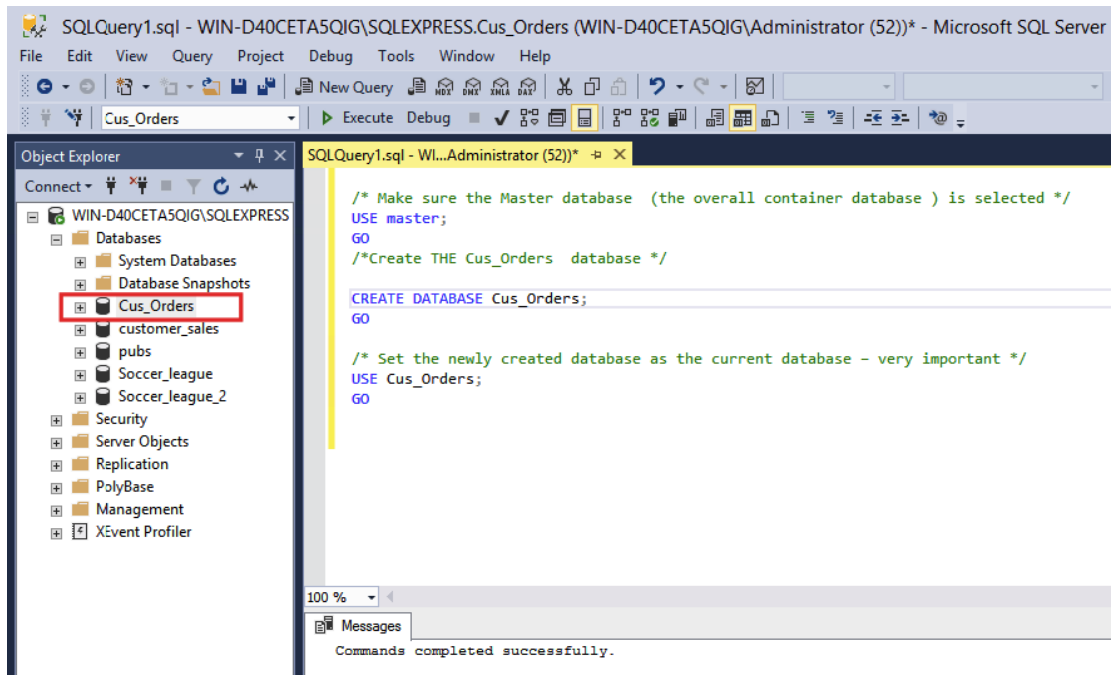 SQLQuery1.sql - WIN-D40CETA5QIG\SQLEXPRESS.Cus_Orders (WIN-D40CETA5QIG\Administrator (52))* - Microsoft SQL Server
File Edit View Query Project Debug Tools Window Help
New Query MDX DMX XMLA DAX
Cus_Orders Execute Debug
Object Explorer
Connect
WIN-D40CETA5QIG\SQLEXPRESS
Databases
System Databases
Database Snapshots
Cus_Orders
customer_sales
pubs
Soccer_league
Soccer_league_2
Security
Server Objects
Replication
PolyBase
Management
XEvent Profiler
SQLQuery1.sql - WI...Administrator (52))*
/* Make sure the Master database  (the overall container database ) is selected */
USE master;
GO
/*Create THE Cus_Orders  database */
CREATE DATABASE Cus_Orders;
GO
/* Set the newly created database as the current database – very important */
USE Cus_Orders;
GO
100 %
Messages
Commands completed successfully.